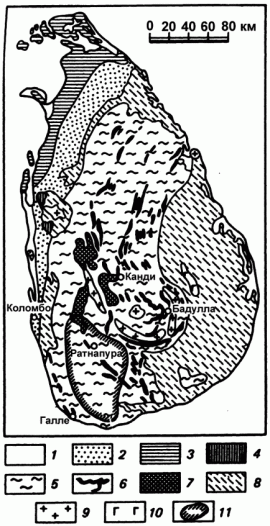 0 20 40 60 80 км
Канди
Коломбо
Бадулла
Ратнапура
Галле
1 2 3 4
5 6 7 8
9 10 11